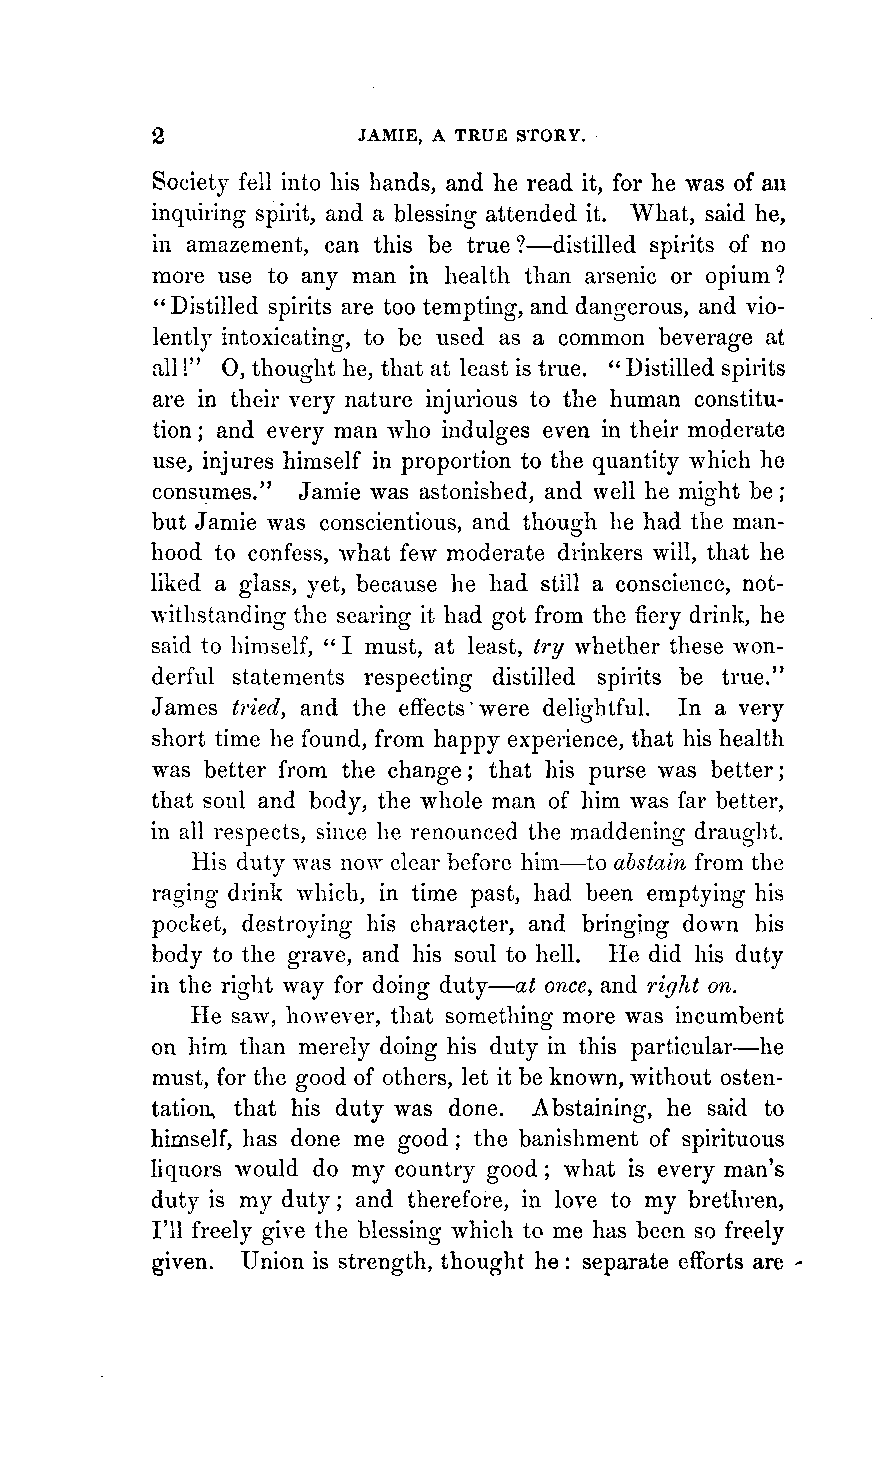 2 JAMIE, A TRUE STORY.
Society fell into his hands, and he read it, for he was of an
inquiring spirit, and a blessing attended it. What, said he,
in amazement, can this be true?—distilled spirits of no
more use to any man in health than arsenic or opium?
"Distilled spirits are too tempting, and dangerous, and vio-
lently intoxicating, to be used as a common beverage at
all!" O, thought he, that at least is true. "Distilled spirits
are in their very nature injurious to the human constitu-
tion; and every man who indulges even in their moderate
use, injures himself in proportion to the quantity which he
consumes." Jamie was astonished, and well he might be;
but Jamie was conscientious, and though he had the man-
hood to confess, what few moderate drinkers will, that he
liked a glass, yet, because he had still a conscience, not-
withstanding the searing it had got from the fiery drink, he
said to himself, "I must, at least, try whether these won-
derful statements respecting distilled spirits be true."
James tried, and the effects were delightful. In a very
short time he found, from happy experience, that his health
was better from the change; that his purse was better;
that soul and body, the whole man of him was far better,
in all respects, since he renounced the maddening draught.
His duty was now clear before him—to abstain from the
raging drink which, in time past, had been emptying his
pocket, destroying his character, and bringing down his
body to the grave, and his soul to hell. He did his duty
in the right way for doing duty—at once, and right on.
He saw, however, that something more was incumbent
on him than merely doing his duty in this particular—he
must, for the good of others, let it be known, without osten-
tation, that his duty was done. Abstaining, he said to
himself, has done me good; the banishment of spirituous
liquors would do my country good; what is every man's
duty is my duty; and therefore, in love to my brethren,
I'll freely give the blessing which to me has been so freely
given. Union is strength, thought he: separate efforts are